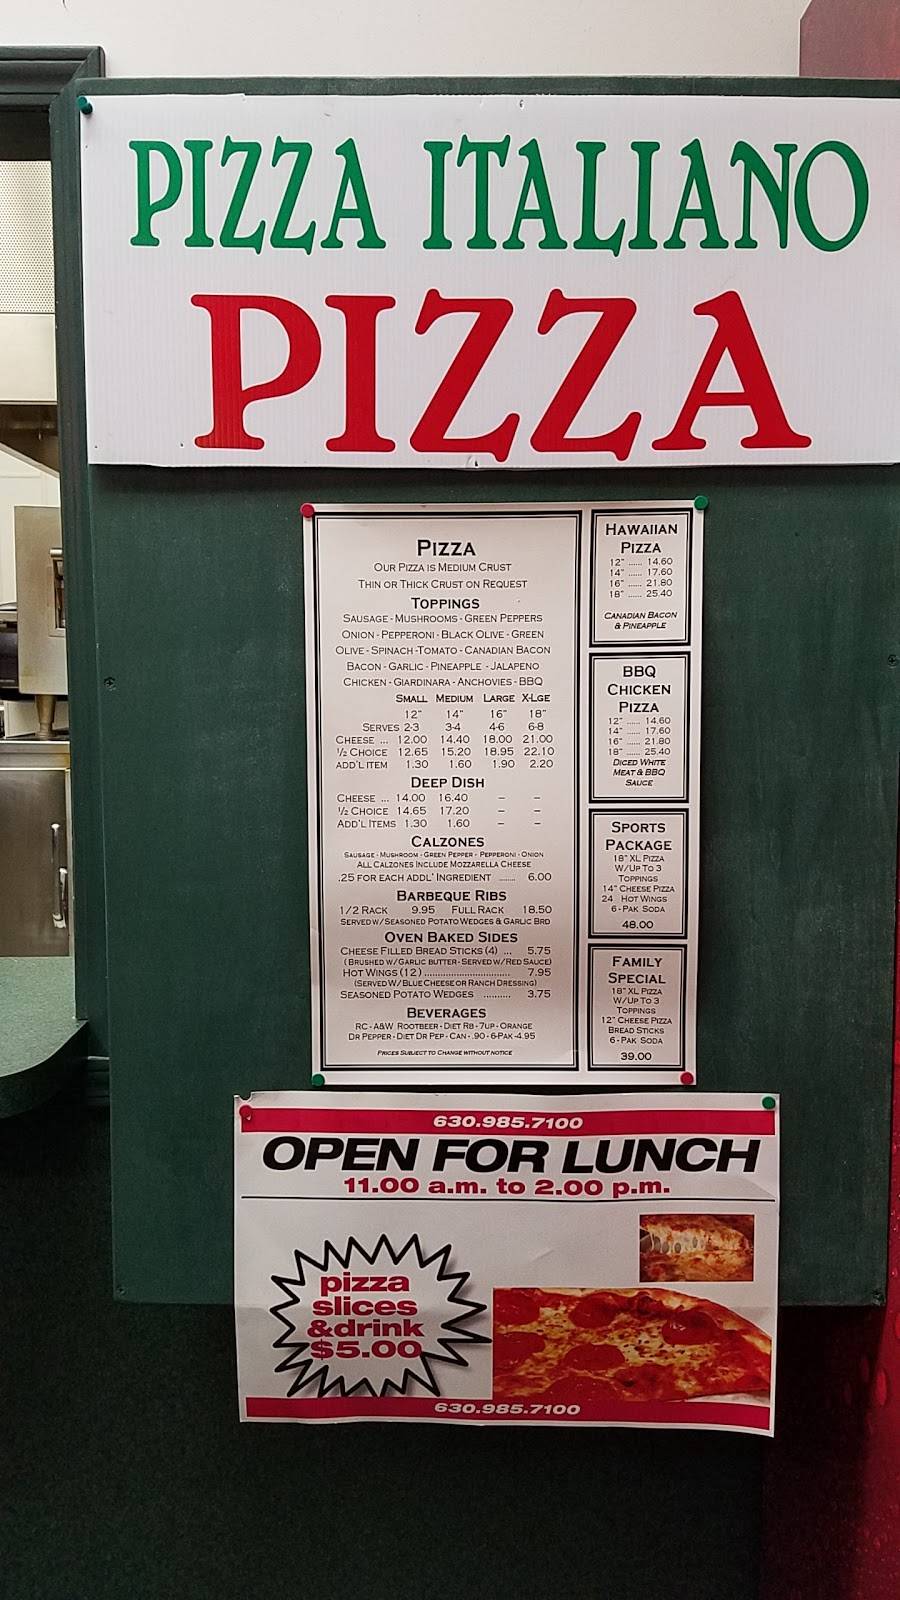 PIZZA ITALIANO
PIZZA
PIZZA
OUR PIZZA IS MEDIUM CRUST
THIN OR THICK CRUST ON REQUEST
TOPPINGS
SAUSAGE - MUSHROOMS - GREEN PEPPERS
ONION - PEPPERONI - BLACK OLIVE - GREEN
OLIVE - SPINACH - TOMATO - CANADIAN BACON
BACON - GARLIC - PINEAPPLE - JALAPENO
CHICKEN - GIARDINARA - ANCHOVIES - BBQ
SMALL MEDIUM LARGE X-LGE
12" 14" 16" 18"
SERVES 2-3 3-4 4-6 6-8
CHEESE ... 12.00 14.40 18.00 21.00
1/2 CHOICE 12.65 15.20 18.95 22.10
ADD'L ITEM 1.30 1.60 1.90 2.20
DEEP DISH
CHEESE ... 14.00 16.40 – –
1/2 CHOICE 14.65 17.20 – –
ADD'L ITEMS 1.30 1.60 – –
CALZONES
SAUSAGE - MUSHROOM - GREEN PEPPER - PEPPERONI - ONION
ALL CALZONES INCLUDE MOZZARELLA CHEESE
.25 FOR EACH ADDL' INGREDIENT ....... 6.00
BARBEQUE RIBS
1/2 RACK 9.95 FULL RACK 18.50
SERVED W/SEASONED POTATO WEDGES & GARLIC BRD
OVEN BAKED SIDES
CHEESE FILLED BREAD STICKS (4) ... 5.75
(BRUSHED W/GARLIC BUTTER - SERVED W/RED SAUCE)
HOT WINGS (12) ................................ 7.95
(SERVED W/BLUE CHEESE OR RANCH DRESSING)
SEASONED POTATO WEDGES .......... 3.75
BEVERAGES
RC - A&W ROOTBEER - DIET RB - 7UP - ORANGE
DR PEPPER - DIET DR PEP - CAN - .90 - 6-PAK -4.95
PRICES SUBJECT TO CHANGE WITHOUT NOTICE
HAWAIIAN
PIZZA
12" ...... 14.60
14" ...... 17.60
16" ...... 21.80
18" ...... 25.40
CANADIAN BACON
& PINEAPPLE
BBQ
CHICKEN
PIZZA
12" ...... 14.60
14" ...... 17.60
16" ...... 21.80
18" ...... 25.40
DICED WHITE
MEAT & BBQ
SAUCE
SPORTS
PACKAGE
18" XL PIZZA
W/UP TO 3
TOPPINGS
14" CHEESE PIZZA
24 HOT WINGS
6 - PAK SODA
48.00
FAMILY
SPECIAL
18" XL PIZZA
W/UP TO 3
TOPPINGS
12" CHEESE PIZZA
BREAD STICKS
6 - PAK SODA
39.00
630.985.7100
OPEN FOR LUNCH
11.00 a.m. to 2.00 p.m.
pizza
slices
&drink
$5.00
630.985.7100